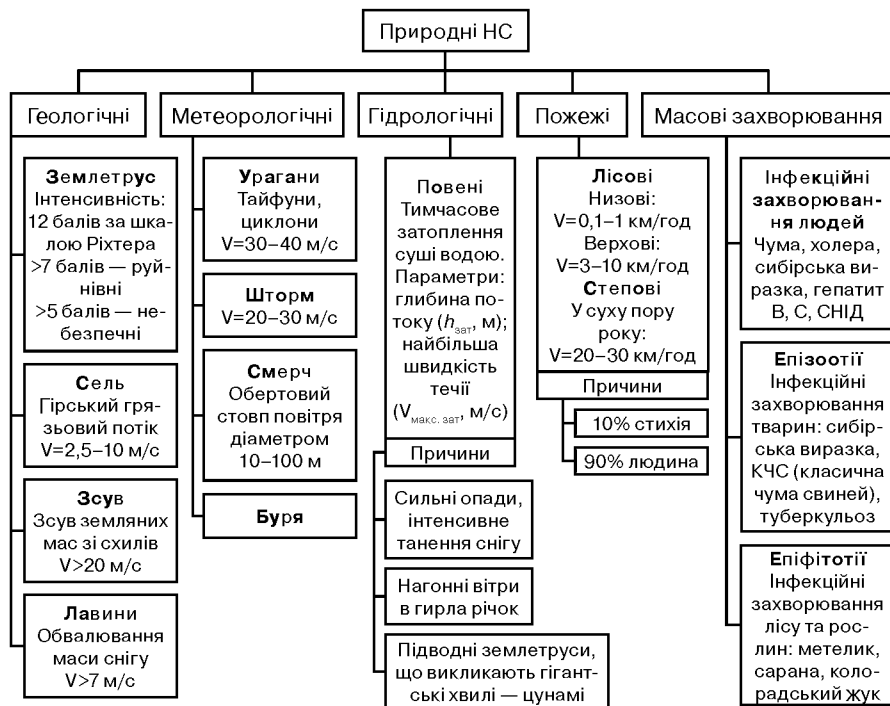 Природні НС
Геологічні
Метеорологічні
Гідрологічні
Пожежі
Масові захворювання
Землетрус
Інтенсивність:
12 балів за шка-
лою Ріхтера
>7 балів — руй-
нівні
>5 балів — не-
безпечні
Сель
Гірський гря-
зьовий потік
V=2,5–10 м/с
Зсув
Зсув земляних
мас зі схилів
V>20 м/с
Лавини
Обвалювання
маси снігу
V>7 м/с
Урагани
Тайфуни,
циклони
V=30–40 м/с
Шторм
V=20–30 м/с
Смерч
Обертовий
стовп повітря
діаметром
10–100 м
Буря
Повені
Тимчасове
затоплення
суші водою.
Параметри:
глибина по-
току (hзат, м);
найбільша
швидкість
течії
(Vмакс. зат, м/с)
Причини
Сильні опади,
інтенсивне
танення снігу
Нагонні вітри
в гирла річок
Підводні землетруси,
що викликають гігант-
ські хвилі — цунамі
Лісові
Низові:
V=0,1–1 км/год
Верхові:
V=3–10 км/год
Степові
У суху пору
року:
V=20–30 км/год
Причини
10% стихія
90% людина
Інфекційні
захворюван-
ня людей
Чума, холера,
сибірська ви-
разка, гепатит
В, С, СНІД
Епізоотії
Інфекційні
захворювання
тварин: сибір-
ська виразка,
КЧС (класична
чума свиней),
туберкульоз
Епіфітотії
Інфекційні
захворювання
лісу та рос-
лин: метелик,
сарана, коло-
радський жук